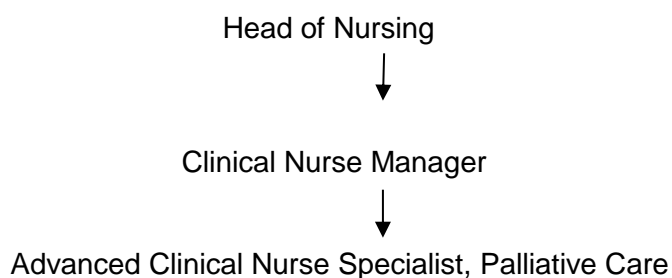 Head of Nursing
Clinical Nurse Manager
Advanced Clinical Nurse Specialist, Palliative Care